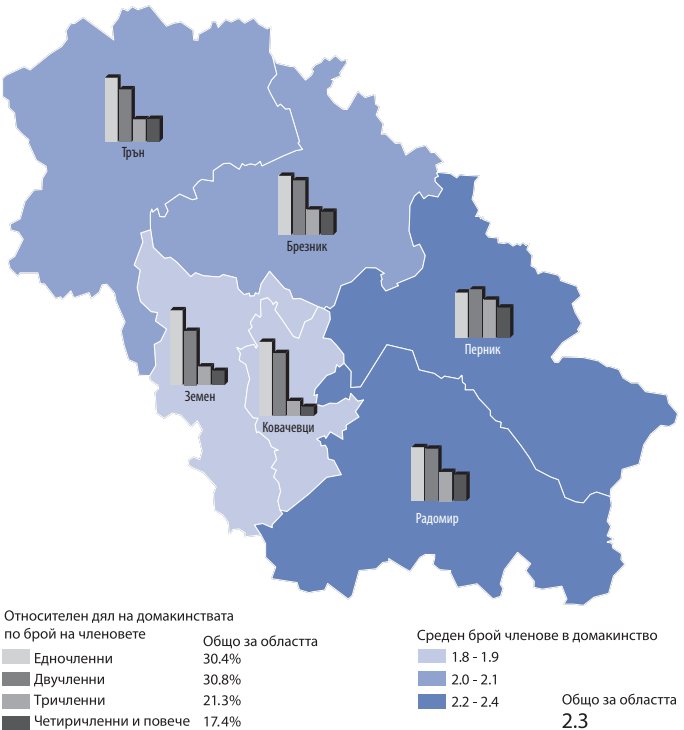 Трън
Брезник
Перник
Земен
Ковачевци
Радомир
Относителен дял на домакинствата
по брой на членовете
Общо за областта
Едночленни 30.4%
Двучленни 30.8%
Тричленни 21.3%
Четиричленни и повече 17.4%
Среден брой членове в домакинство
1.8 - 1.9
2.0 - 2.1
2.2 - 2.4
Общо за областта
2.3